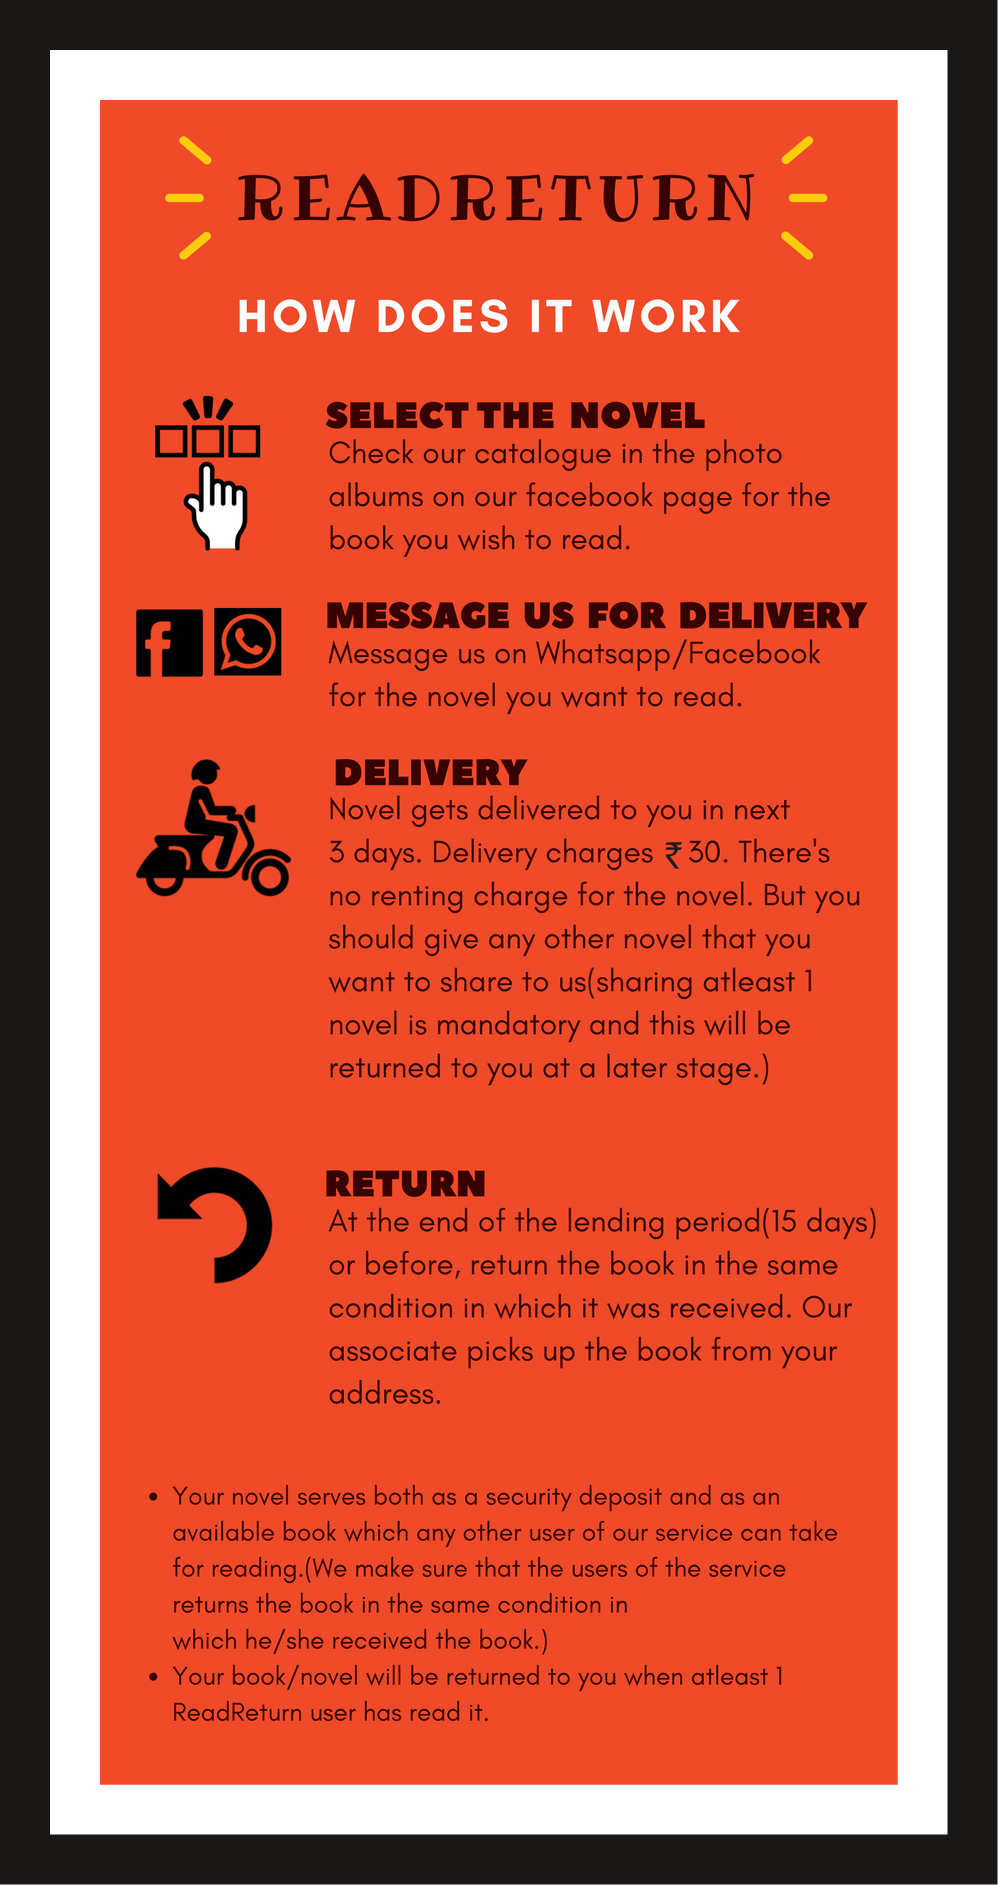 READRETURN
HOW DOES IT WORK
SELECT THE NOVEL
Check our catalogue in the photo
albums on our facebook page for the
book you wish to read.
MESSAGE US FOR DELIVERY
Message us on Whatsapp/Facebook
for the novel you want to read.
DELIVERY
Novel gets delivered to you in next
3 days. Delivery charges ₹30. There's
no renting charge for the novel. But you
should give any other novel that you
want to share to us(sharing atleast 1
novel is mandatory and this will be
returned to you at a later stage.)
RETURN
At the end of the lending period(15 days)
or before, return the book in the same
condition in which it was received. Our
associate picks up the book from your
address.
• Your novel serves both as a security deposit and as an
available book which any other user of our service can take
for reading.(We make sure that the users of the service
returns the book in the same condition in
which he/she received the book.)
• Your book/novel will be returned to you when atleast 1
ReadReturn user has read it.